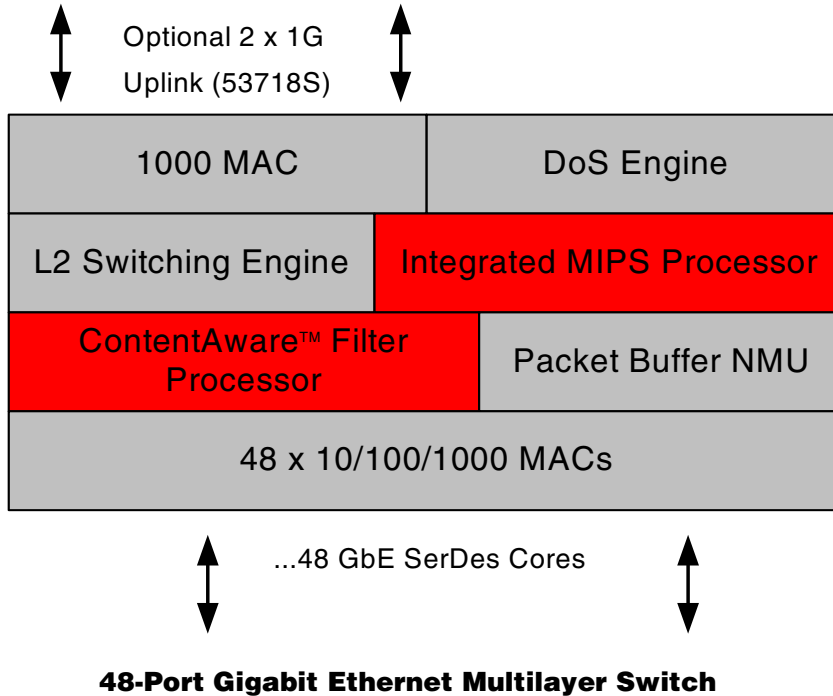 Optional 2 x 1G
Uplink (53718S)
1000 MAC
DoS Engine
L2 Switching Engine
Integrated MIPS Processor
ContentAware™ Filter
Processor
Packet Buffer NMU
48 x 10/100/1000 MACs
...48 GbE SerDes Cores
48-Port Gigabit Ethernet Multilayer Switch